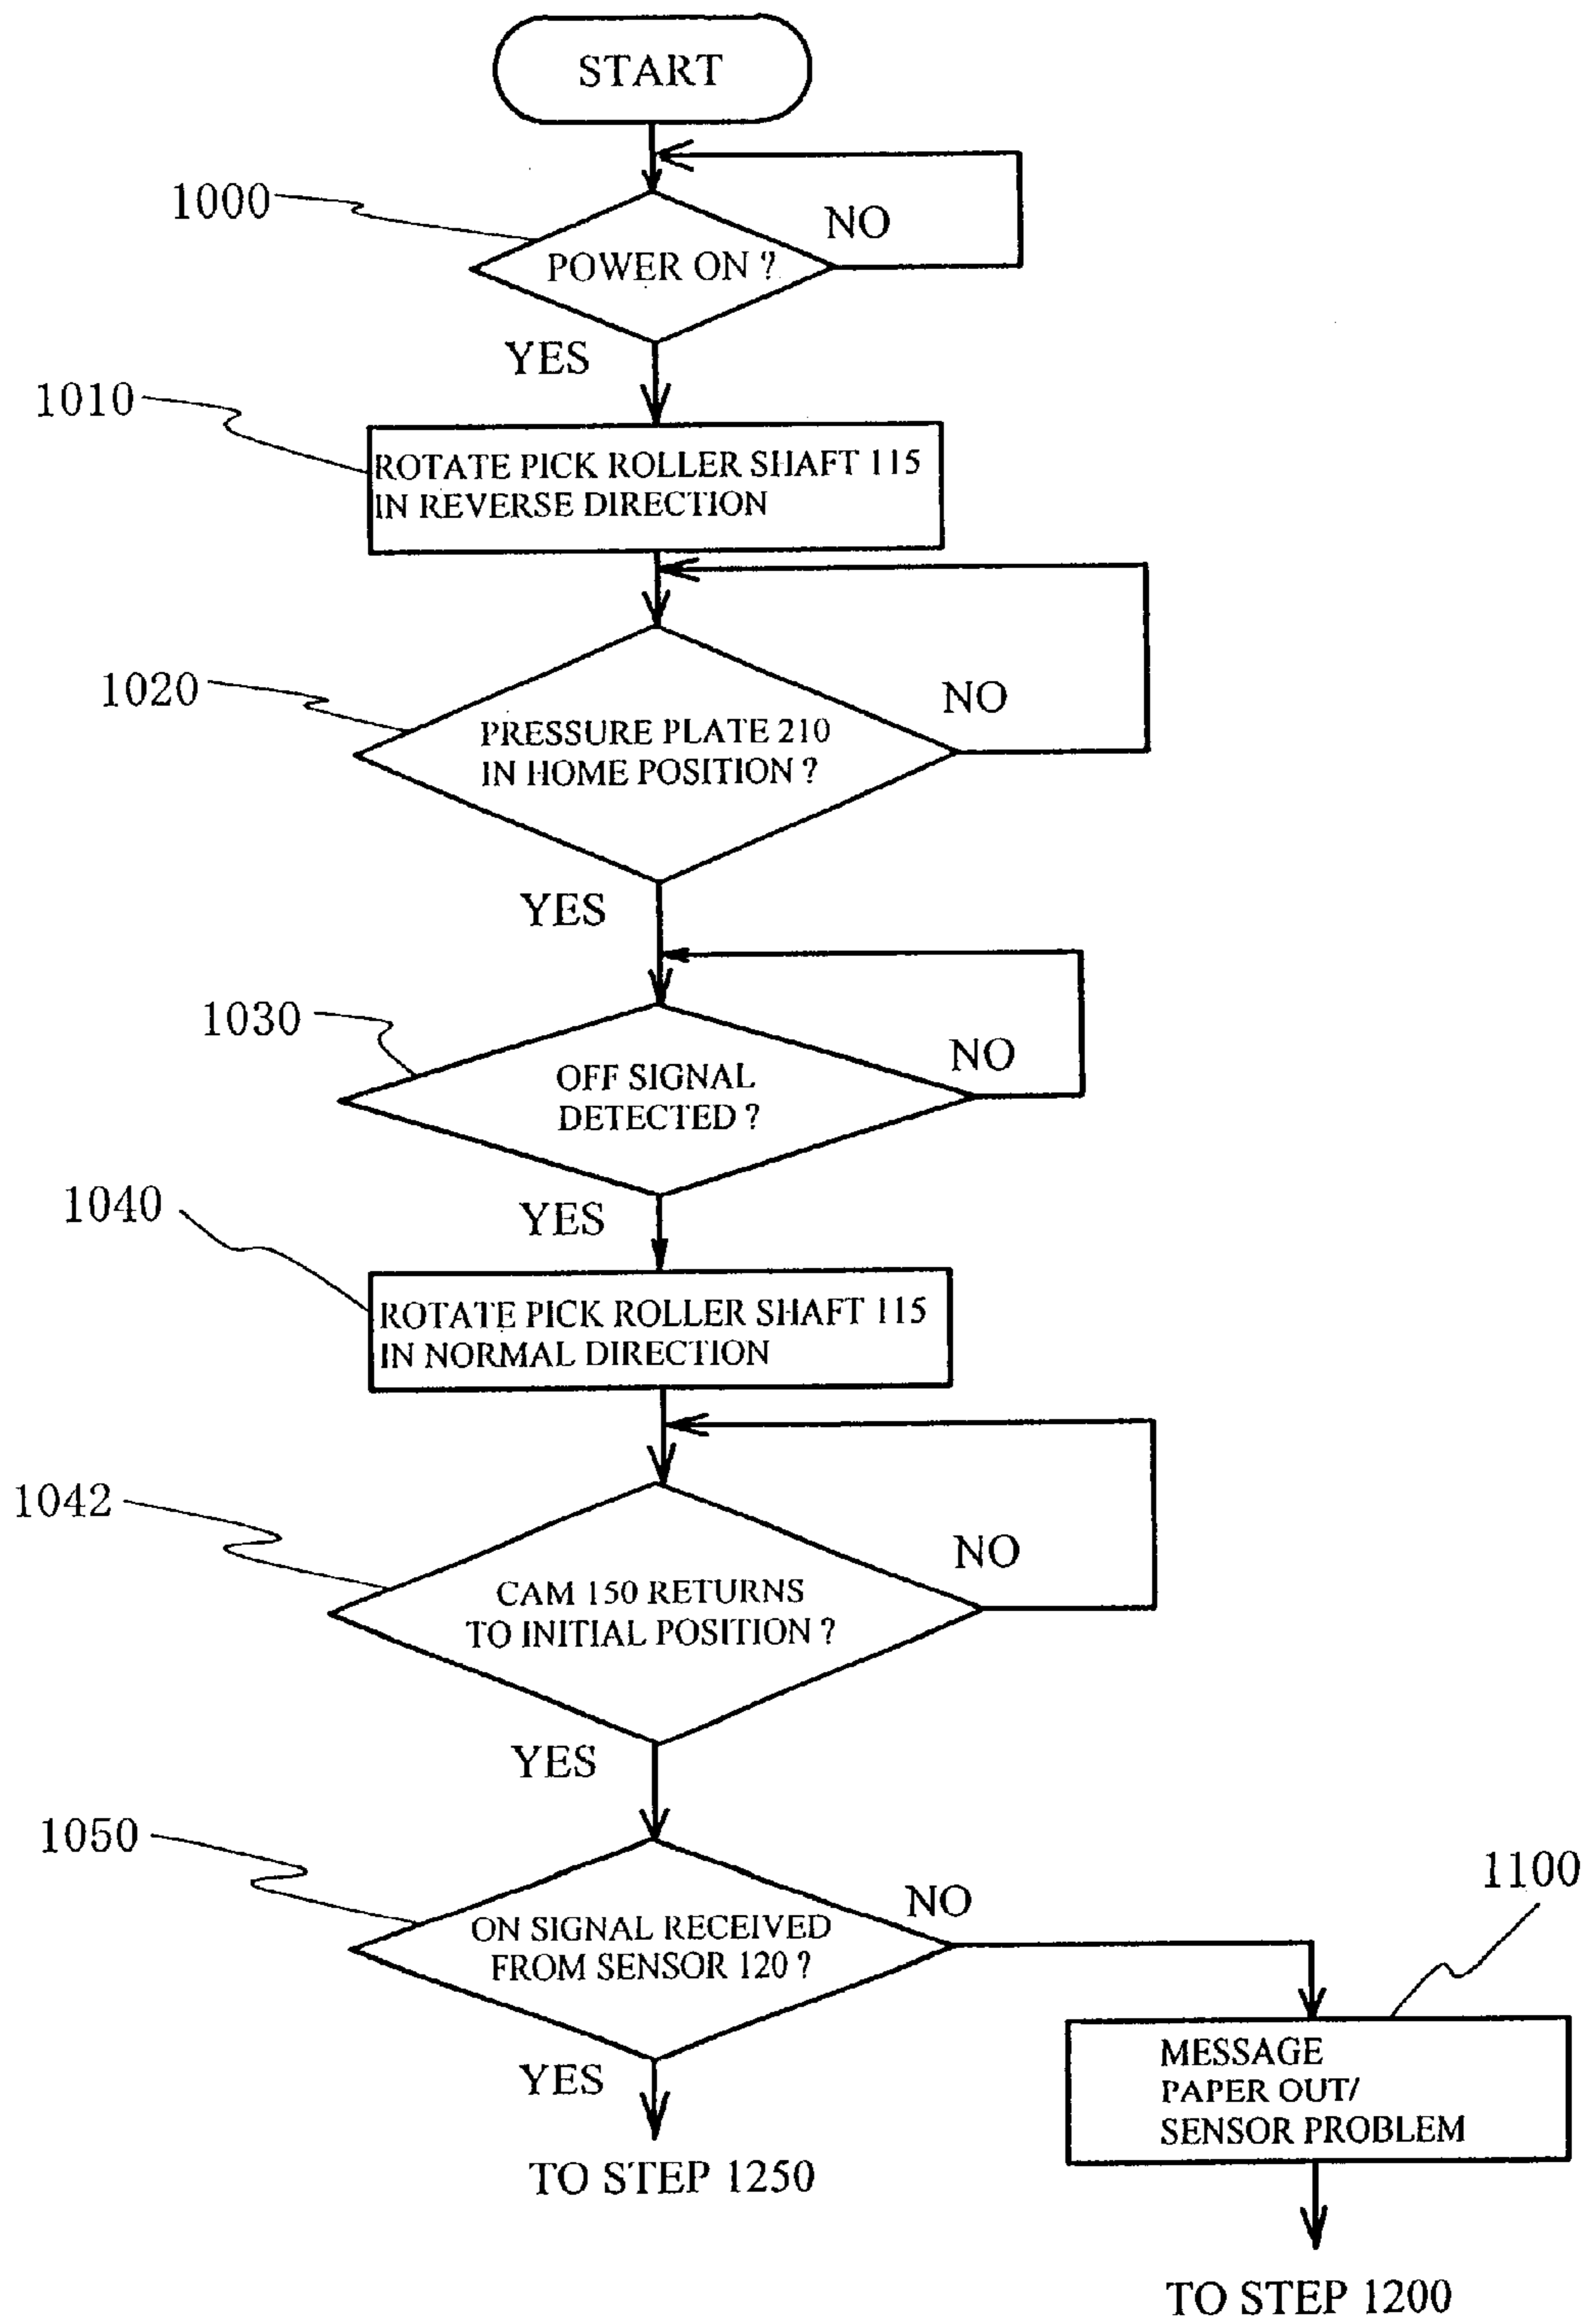 START
1000
NO
POWER ON ?
YES
1010
ROTATE PICK ROLLER SHAFT 115
IN REVERSE DIRECTION
1020
NO
PRESSURE PLATE 210
IN HOME POSITION ?
YES
1030
NO
OFF SIGNAL
DETECTED ?
YES
1040
ROTATE PICK ROLLER SHAFT 115
IN NORMAL DIRECTION
1042
NO
CAM 150 RETURNS
TO INITIAL POSITION ?
YES
1050
NO
1100
ON SIGNAL RECEIVED
FROM SENSOR 120 ?
MESSAGE
PAPER OUT/
SENSOR PROBLEM
YES
TO STEP 1250
TO STEP 1200